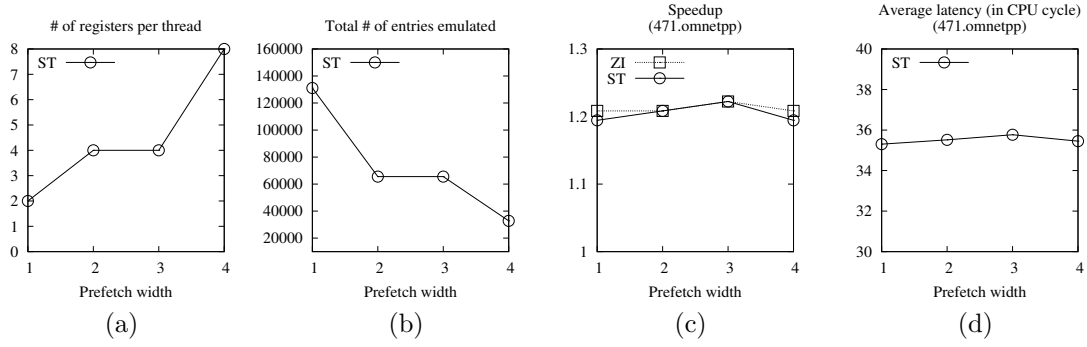 # of registers per thread
ST
8
7
6
5
4
3
2
1
0
1 2 3 4
Prefetch width
(a)
Total # of entries emulated
ST
160000
140000
120000
100000
80000
60000
40000
20000
1 2 3 4
Prefetch width
(b)
Speedup
(471.omnetpp)
ZI
ST
1.3
1.2
1.1
1
1 2 3 4
Prefetch width
(c)
Average latency (in CPU cycle)
(471.omnetpp)
ST
40
38
36
34
32
30
1 2 3 4
Prefetch width
(d)